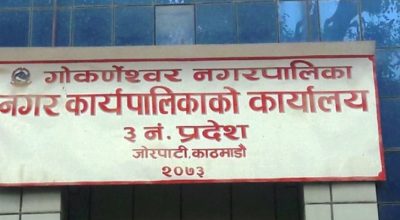 गोकर्णेश्वर नगरपालिका
नगर कार्यपालिकाको कार्यालय
३ नं. प्रदेश
जोरपाटी, काठमाडौ
२०७३